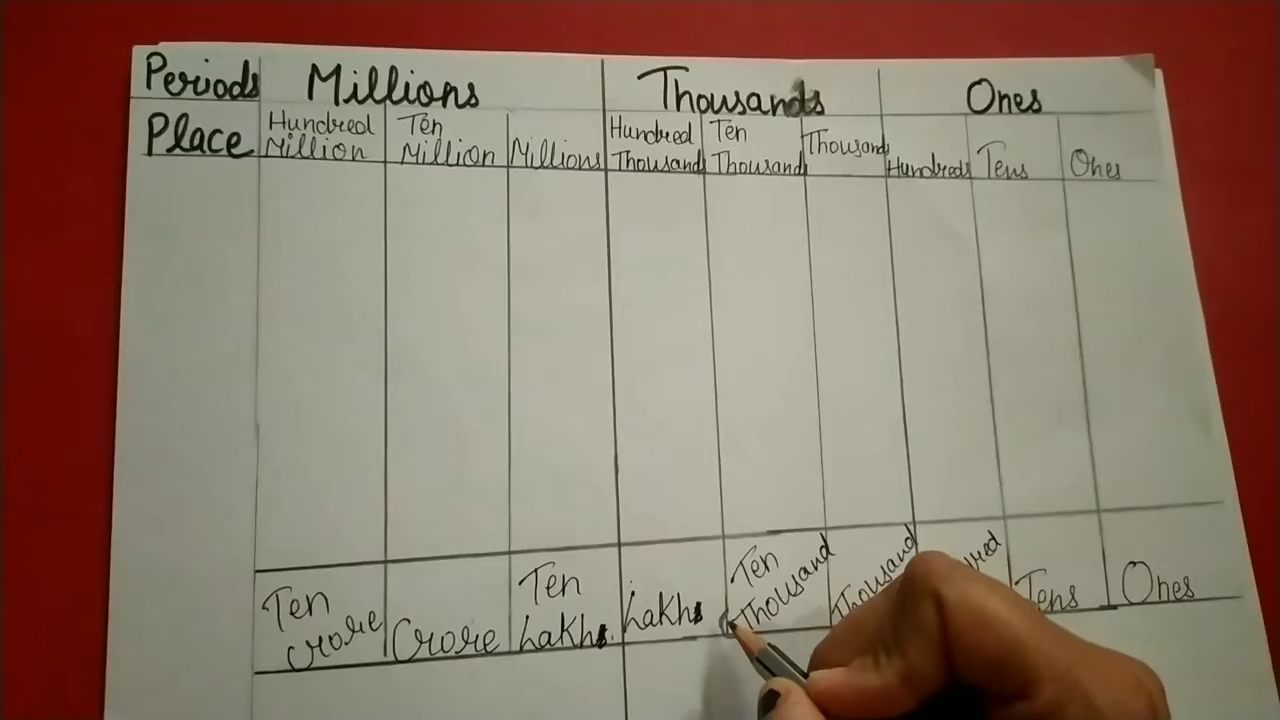 Periods Millions Thousands Ones
Place Hundred Million Ten Million Millions Hundred Thousand Ten Thousand Thousand Hundreds Tens Ones
Ten Crore Crore Ten Lakhs Lakhs Ten Thousand Thousand Tens Ones